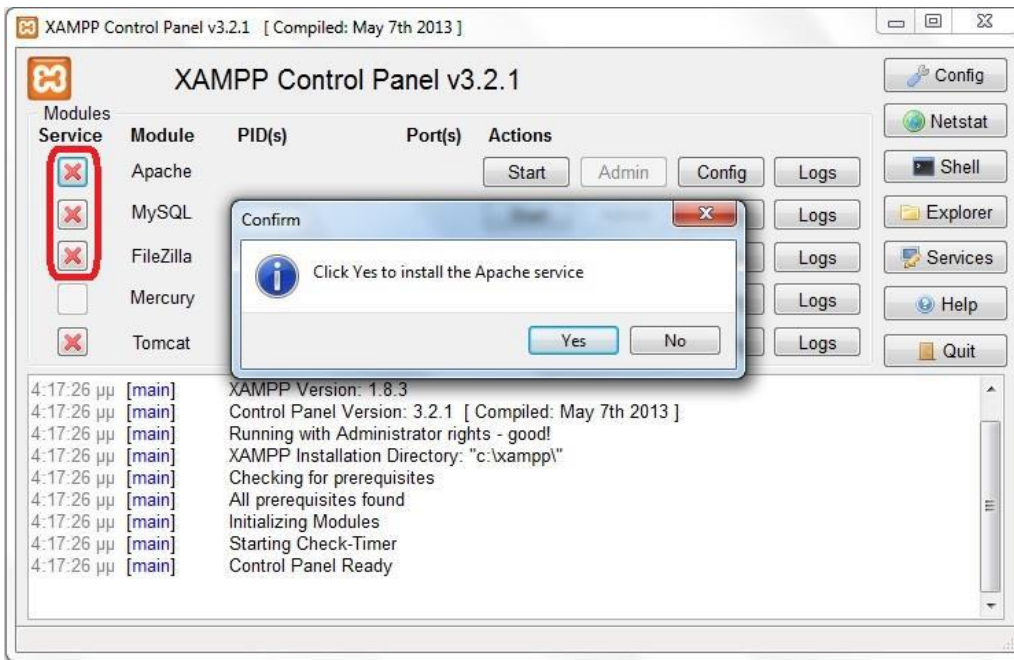 XAMPP Control Panel v3.2.1 [ Compiled: May 7th 2013 ]
XAMPP Control Panel v3.2.1
Config
Modules
Service Module PID(s) Port(s) Actions
Netstat
Apache Start Admin Config Logs
Shell
MySQL Logs
Explorer
FileZilla Logs
Services
Mercury Logs
Help
Tomcat Logs
Quit
Confirm
Click Yes to install the Apache service
Yes No
4:17:26 μμ [main] XAMPP Version: 1.8.3
4:17:26 μμ [main] Control Panel Version: 3.2.1 [ Compiled: May 7th 2013 ]
4:17:26 μμ [main] Running with Administrator rights - good!
4:17:26 μμ [main] XAMPP Installation Directory: "c:\xampp\"
4:17:26 μμ [main] Checking for prerequisites
4:17:26 μμ [main] All prerequisites found
4:17:26 μμ [main] Initializing Modules
4:17:26 μμ [main] Starting Check-Timer
4:17:26 μμ [main] Control Panel Ready